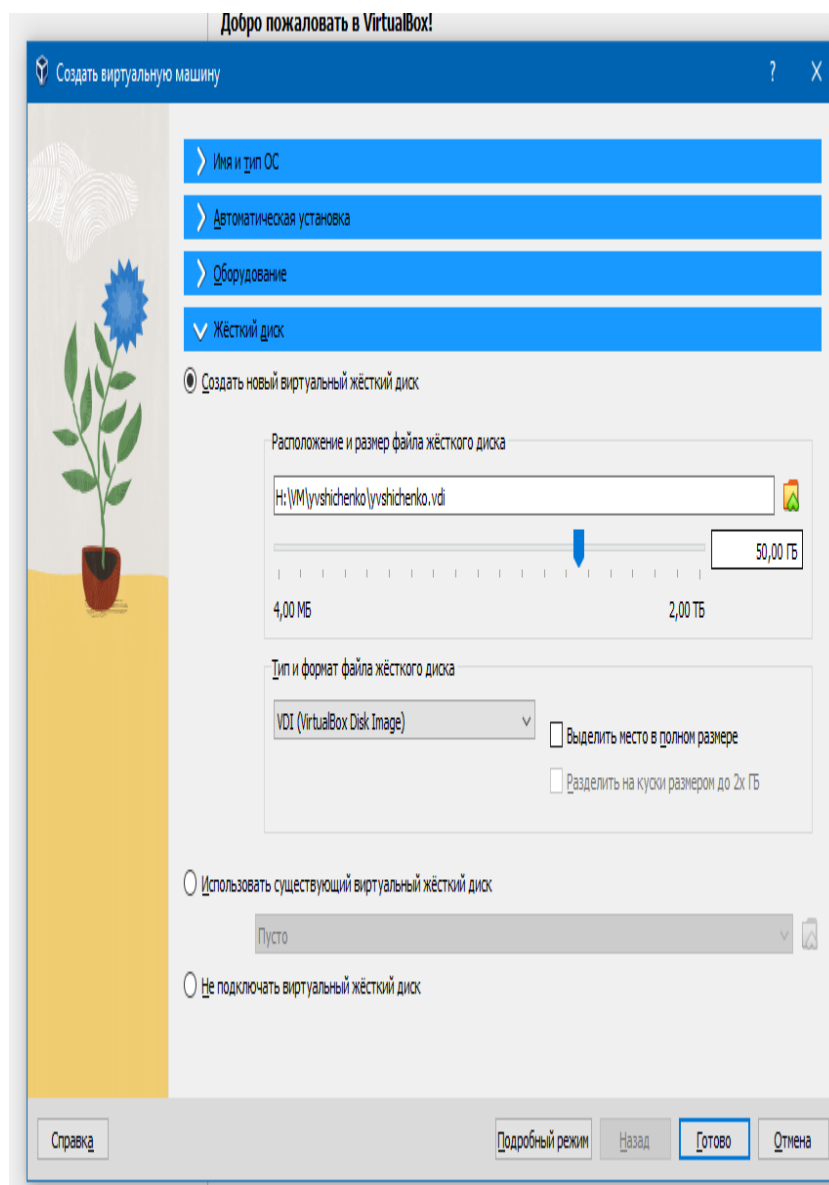 Добро пожаловать в VirtualBox!
Создать виртуальную машину
Имя и тип ОС
Автоматическая установка
Оборудование
Жёсткий диск
Создать новый виртуальный жёсткий диск
Расположение и размер файла жёсткого диска
H:\VM\yvshichenko\yvshichenko.vdi
50,00 ГБ
4,00 МБ 2,00 ТБ
Тип и формат файла жёсткого диска
VDI (VirtualBox Disk Image)
Выделить место в полном размере
Разделить на куски размером до 2х ГБ
Использовать существующий виртуальный жёсткий диск
Пусто
Не подключать виртуальный жёсткий диск
Справка Подробный режим Назад Готово Отмена